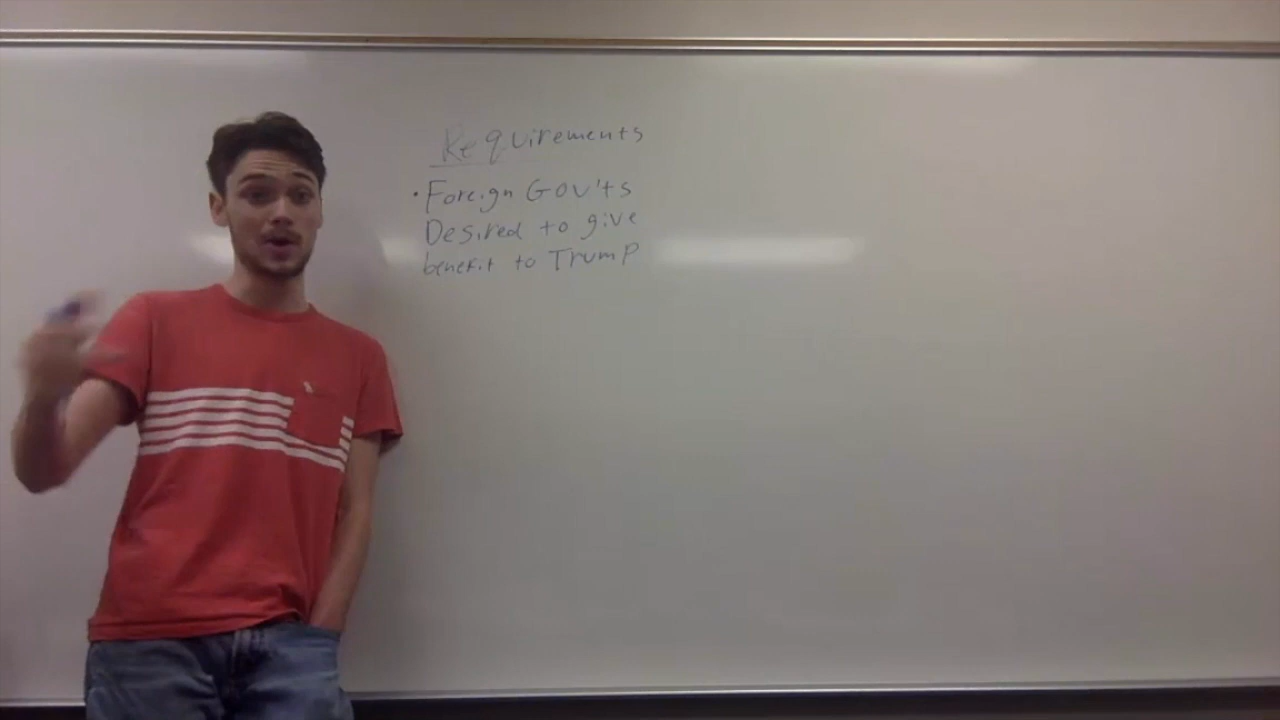 Requirements
• Foreign Gov'ts
Desired to give
benefit to Trump